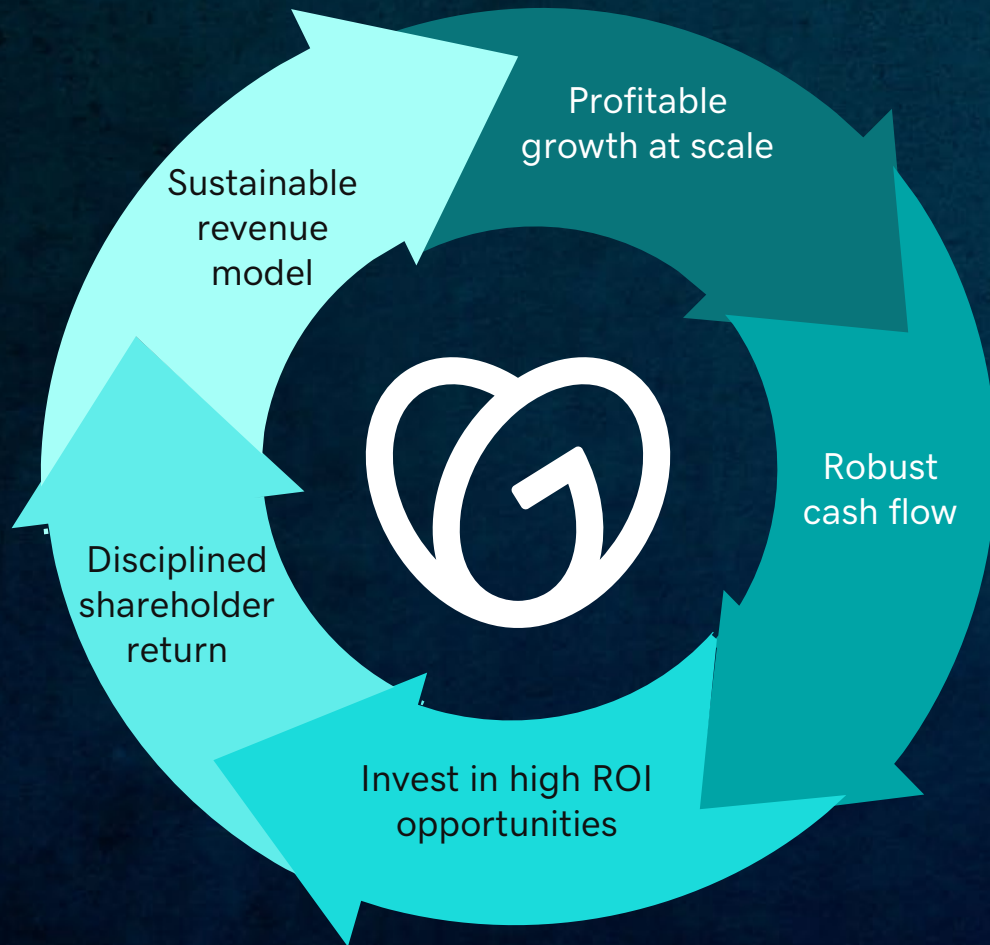 Profitable
growth at scale
Sustainable
revenue
model
Robust
cash flow
Disciplined
shareholder
return
Invest in high ROI
opportunities